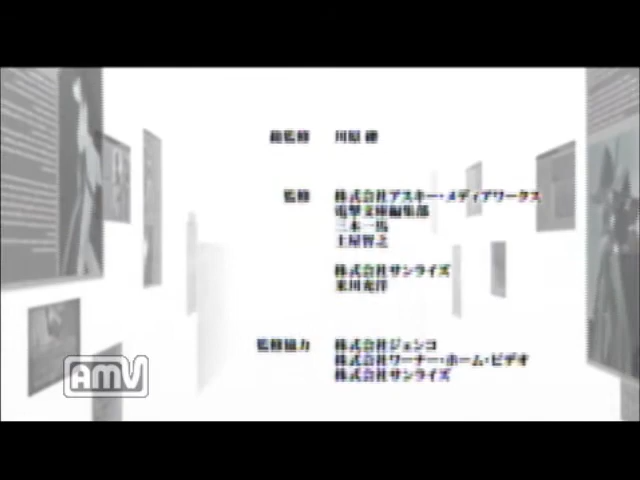 総監修 川原 礫
監修 株式会社アスキー・メディアワークス
電撃文庫編集部
三木一馬
土屋智之
株式会社サンライズ
監修協力 株式会社ジェンコ
株式会社ワーナー・ホーム・ビデオ
株式会社サンライズ
AMV